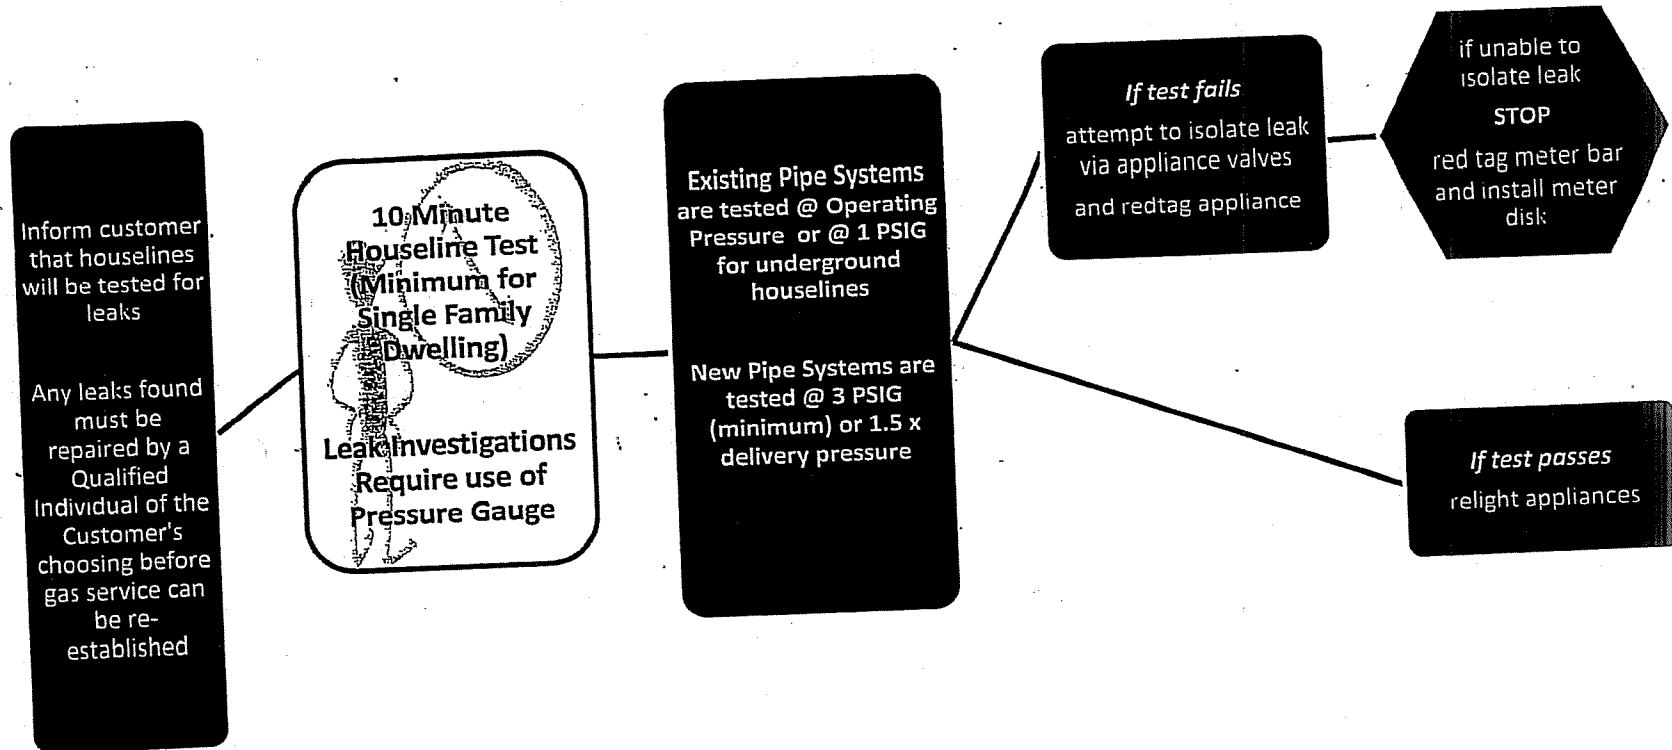 Inform customer
that houselines
will be tested for
leaks
Any leaks found
must be
repaired by a
Qualified
Individual of the
Customer's
choosing before
gas service can
be re-
established
10 Minute
Houseline Test
(Minimum for
Single Family
Dwelling)
Leak Investigations
Require use of
Pressure Gauge
Existing Pipe Systems
are tested @ Operating
Pressure or @ 1 PSIG
for underground
houselines
New Pipe Systems are
tested @ 3 PSIG
(minimum) or 1.5 x
delivery pressure
If test fails
attempt to isolate leak
via appliance valves
and redtag appliance
if unable to
isolate leak
STOP
red tag meter bar
and install meter
disk
If test passes
relight appliances